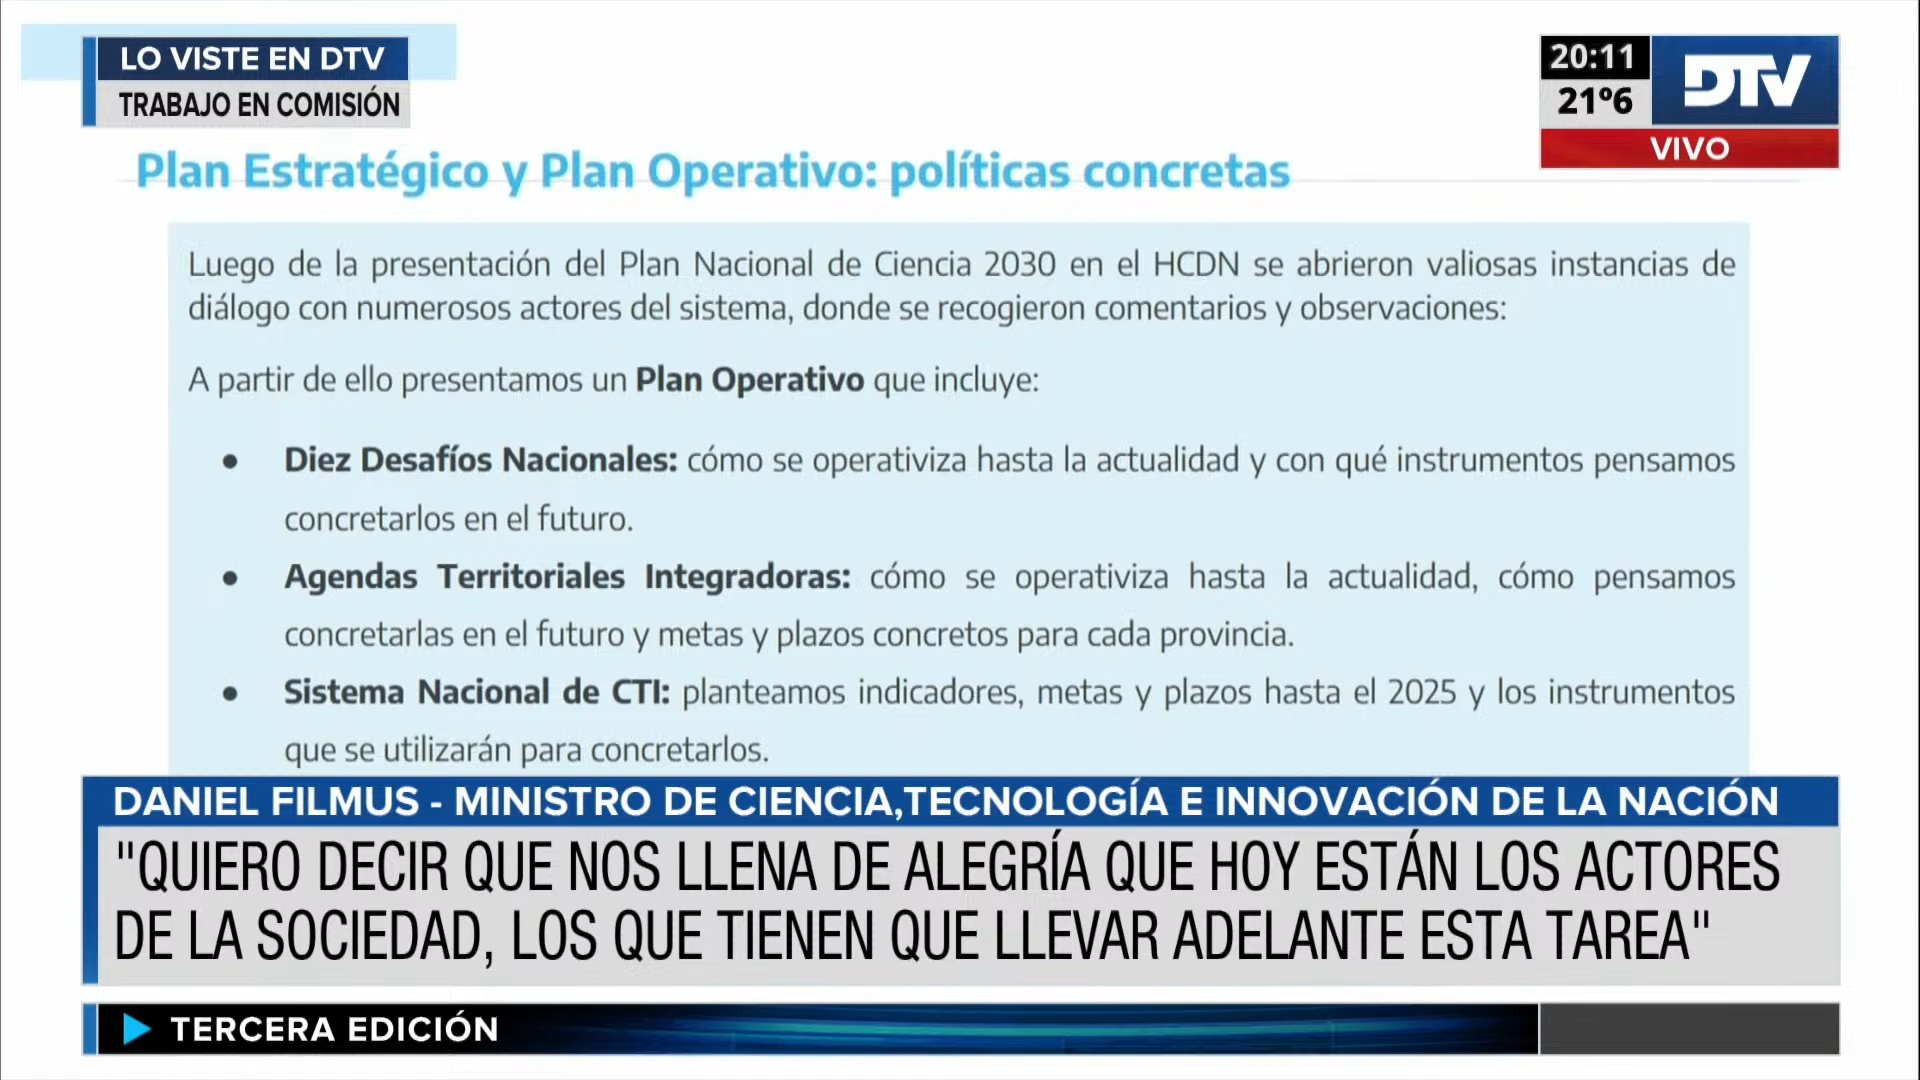 LO VISTE EN DTV
TRABAJO EN COMISIÓN
20:11
21º6
DTV
VIVO
Plan Estratégico y Plan Operativo: políticas concretas
Luego de la presentación del Plan Nacional de Ciencia 2030 en el HCDN se abrieron valiosas instancias de
diálogo con numerosos actores del sistema, donde se recogieron comentarios y observaciones:
A partir de ello presentamos un Plan Operativo que incluye:
● Diez Desafíos Nacionales: cómo se operativiza hasta la actualidad y con qué instrumentos pensamos
concretarlos en el futuro.
● Agendas Territoriales Integradoras: cómo se operativiza hasta la actualidad, cómo pensamos
concretarlas en el futuro y metas y plazos concretos para cada provincia.
● Sistema Nacional de CTI: planteamos indicadores, metas y plazos hasta el 2025 y los instrumentos
que se utilizarán para concretarlos.
DANIEL FILMUS - MINISTRO DE CIENCIA,TECNOLOGÍA E INNOVACIÓN DE LA NACIÓN
"QUIERO DECIR QUE NOS LLENA DE ALEGRÍA QUE HOY ESTÁN LOS ACTORES
DE LA SOCIEDAD, LOS QUE TIENEN QUE LLEVAR ADELANTE ESTA TAREA"
TERCERA EDICIÓN